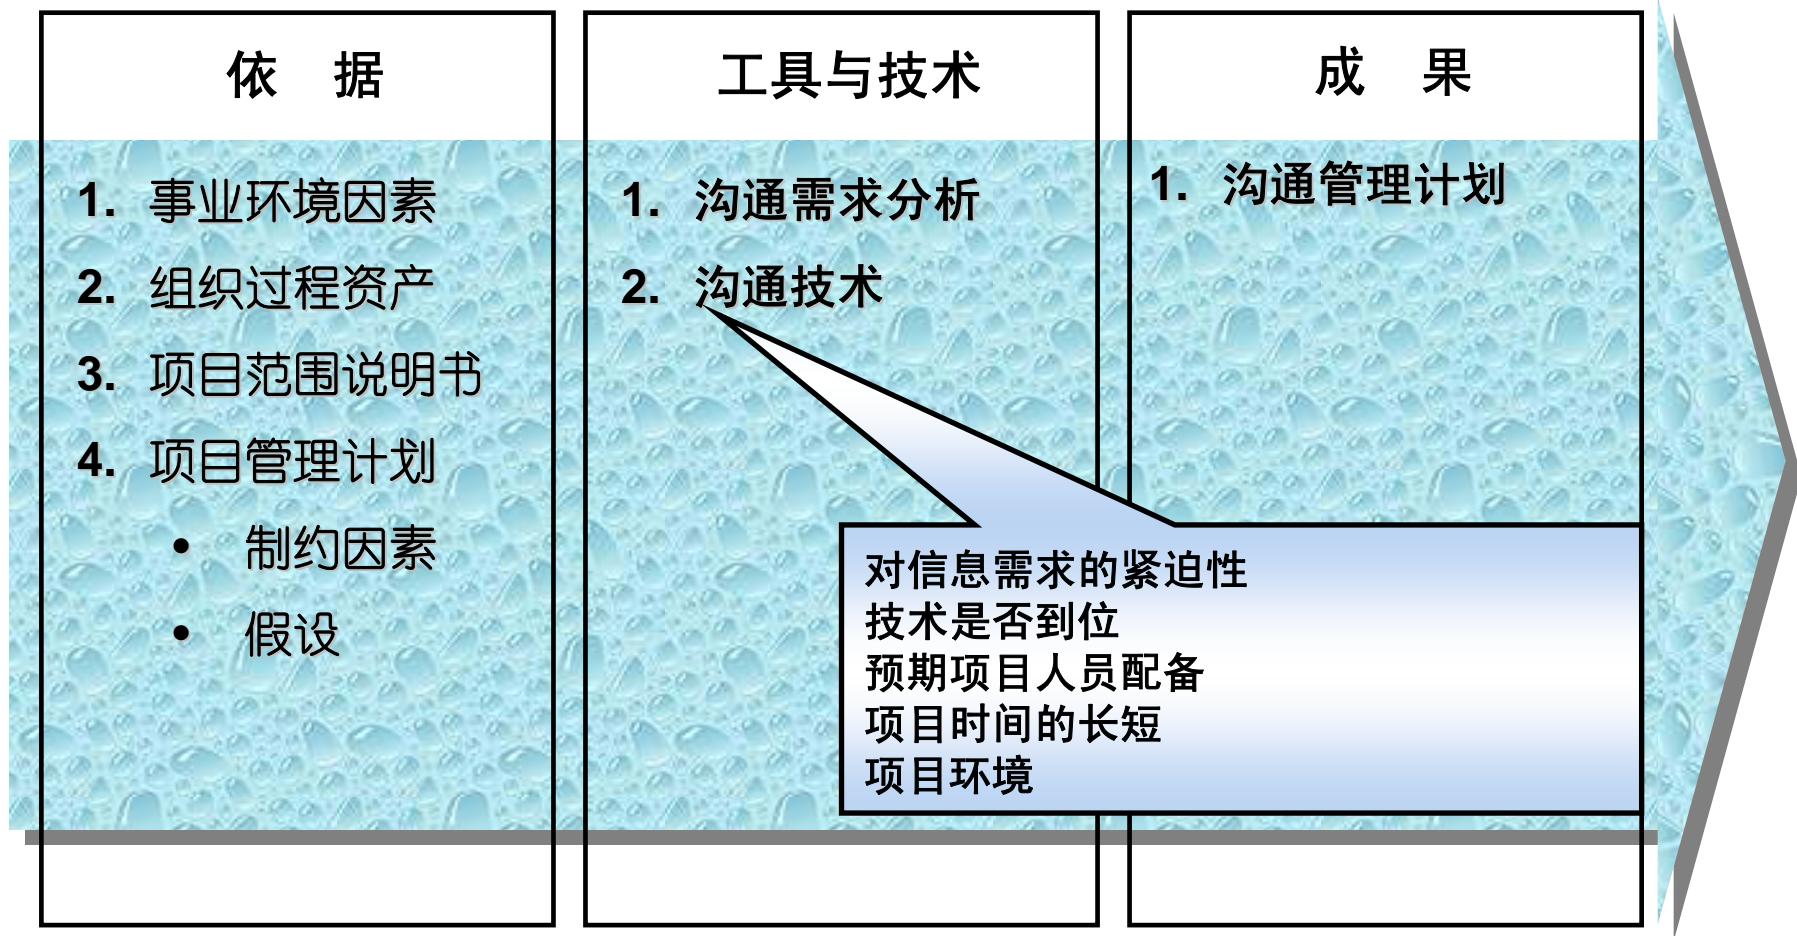 依 据
1. 事业环境因素
2. 组织过程资产
3. 项目范围说明书
4. 项目管理计划
• 制约因素
• 假设
工具与技术
1. 沟通需求分析
2. 沟通技术
成 果
1. 沟通管理计划
对信息需求的紧迫性
技术是否到位
预期项目人员配备
项目时间的长短
项目环境